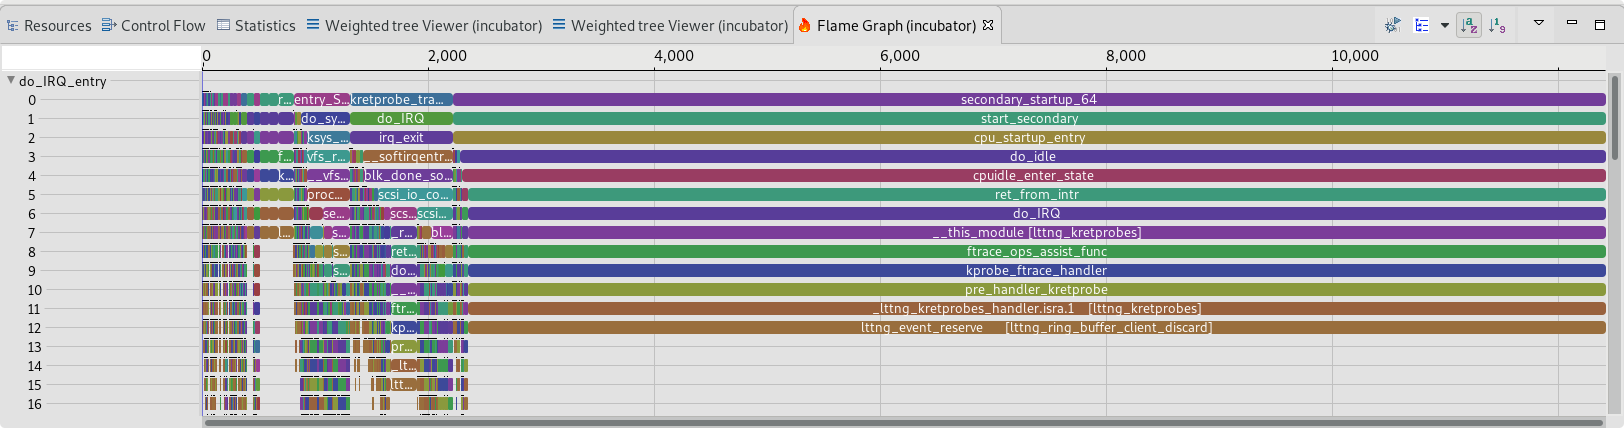 Resources Control Flow Statistics Weighted tree Viewer (incubator) Weighted tree Viewer (incubator) Flame Graph (incubator)
0 2,000 4,000 6,000 8,000 10,000
do_IRQ_entry
0 r... entry_S... kretprobe_tra... secondary_startup_64
1 do_sy... do_IRQ start_secondary
2 ksys_... irq_exit cpu_startup_entry
3 f... vfs_r... __softirqentr... do_idle
4 k... __vfs... blk_done_so... cpuidle_enter_state
5 proc... scsi_io_co... ret_from_intr
6 se... scs... scsi... do_IRQ
7 ... s... _r... bl... __this_module [lttng_kretprobes]
8 s... ret... ftrace_ops_assist_func
9 s... do... kprobe_ftrace_handler
10 __... pre_handler_kretprobe
11 ftr... _lttng_kretprobes_handler.isra.1 [lttng_kretprobes]
12 kp... lttng_event_reserve [lttng_ring_buffer_client_discard]
13 pr...
14 _lt...
15 ltt...
16